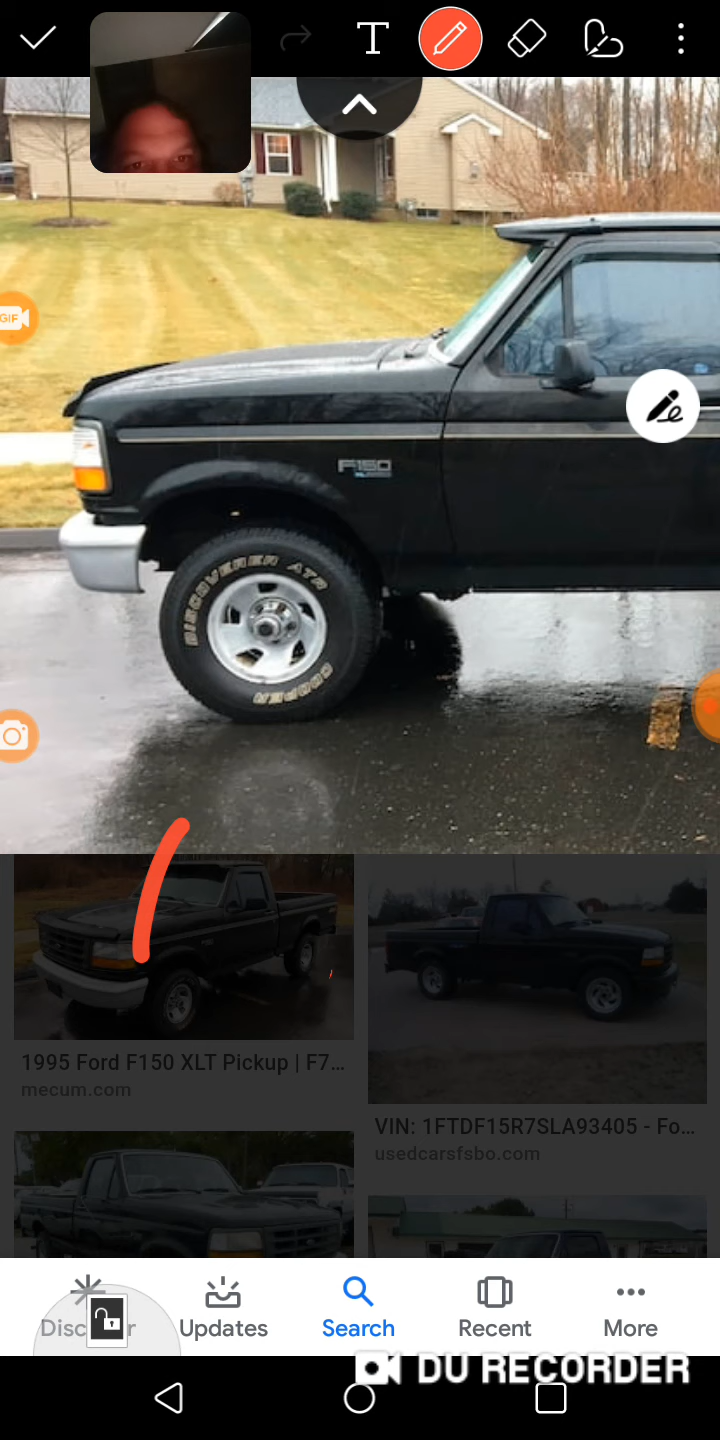 T
GIF
F150
DISCOVERER ATR
COOPER
1995 Ford F150 XLT Pickup | F7...
mecum.com
VIN: 1FTDF15R7SLA93405 - Fo...
usedcarsfsbo.com
Disc r
Updates
Search
Recent
More
DU RECORDER